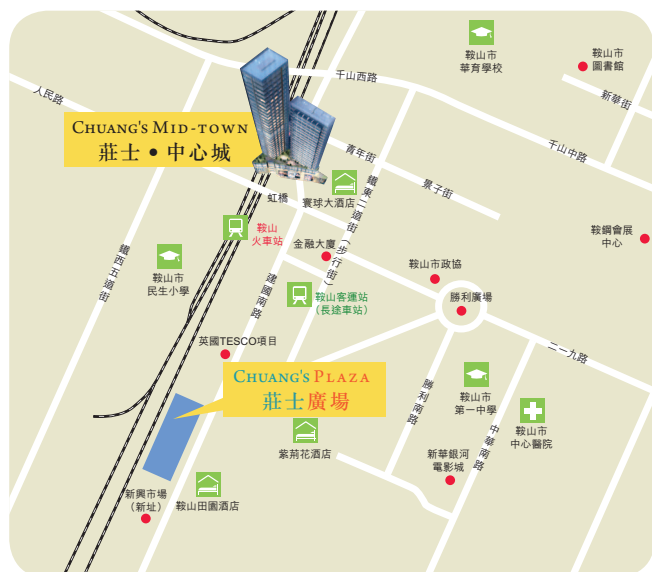 鞍山市
華育學校
鞍山市
圖書館
千山西路
人民路
新華街
CHUANG'S MID-TOWN
莊士•中心城
千山中路
青年街
景子街
虹橋
寰球大酒店
鐵東二道街（步行街）
鞍山
火車站
金融大廈
鞍鋼會展
中心
鐵西五道街
鞍山市
民生小學
建國南路
鞍山市政協
鞍山客運站
（長途車站）
勝利廣場
英國TESCO項目
二一九路
CHUANG'S PLAZA
莊士廣場
勝利南路
鞍山市
第一中學
中華南路
鞍山市
中心醫院
紫荊花酒店
新華銀河
電影城
新興市場
（新址）
鞍山田園酒店